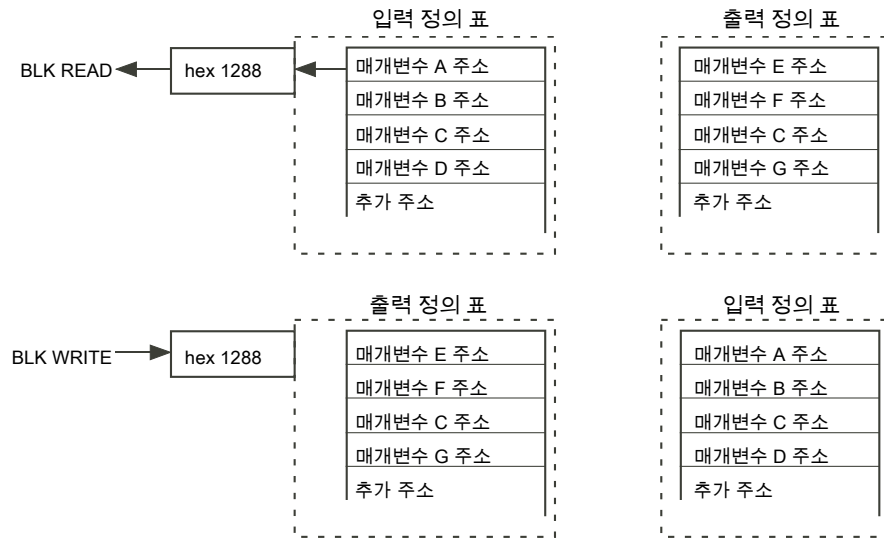 입력 정의 표
출력 정의 표
BLK READ
hex 1288
매개변수 A 주소
매개변수 B 주소
매개변수 C 주소
매개변수 D 주소
추가 주소
매개변수 E 주소
매개변수 F 주소
매개변수 C 주소
매개변수 G 주소
추가 주소
출력 정의 표
입력 정의 표
BLK WRITE
hex 1288
매개변수 E 주소
매개변수 F 주소
매개변수 C 주소
매개변수 G 주소
추가 주소
매개변수 A 주소
매개변수 B 주소
매개변수 C 주소
매개변수 D 주소
추가 주소